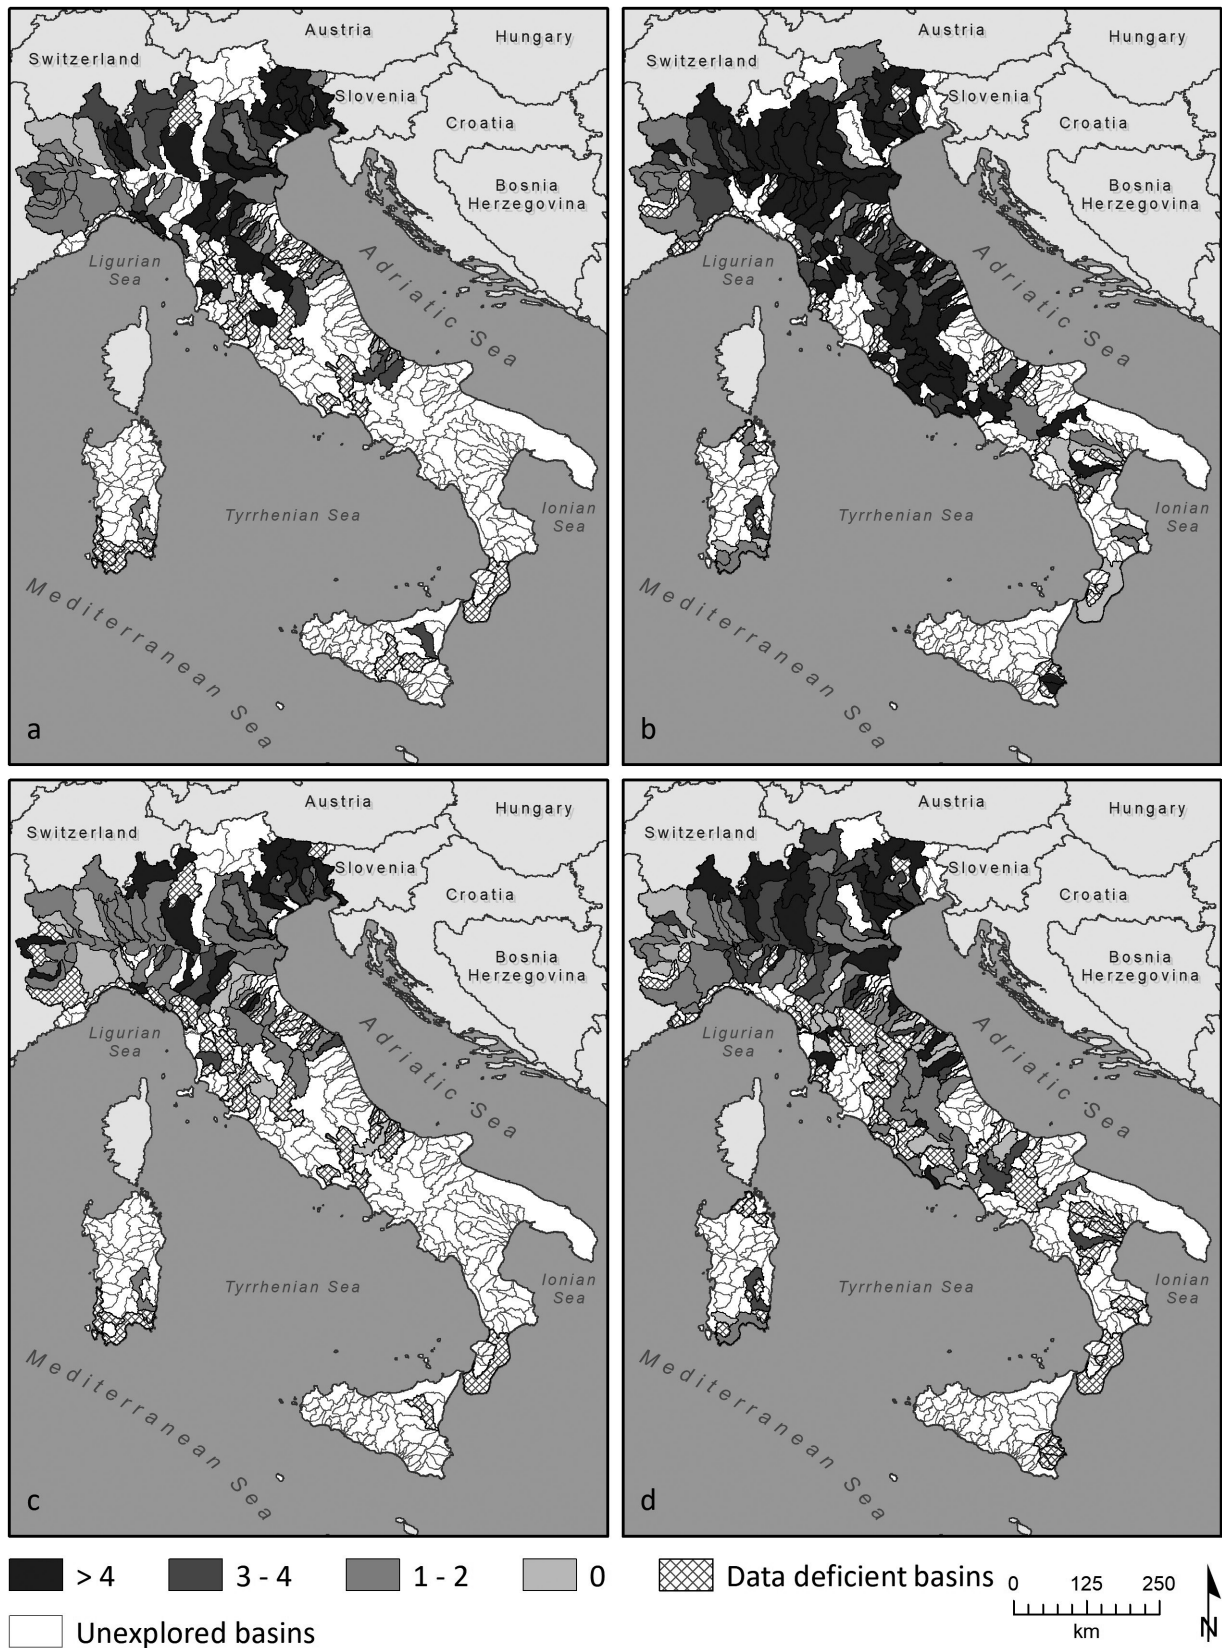 Austria
Hungary
Switzerland
Slovenia
Croatia
Bosnia
Herzegovina
Ligurian
Sea
Adriatic Sea
Tyrrhenian Sea
Ionian
Sea
Mediterranean Sea
a
Austria
Hungary
Switzerland
Slovenia
Croatia
Bosnia
Herzegovina
Ligurian
Sea
Adriatic Sea
Tyrrhenian Sea
Ionian
Sea
Mediterranean Sea
b
Austria
Hungary
Switzerland
Slovenia
Croatia
Bosnia
Herzegovina
Ligurian
Sea
Adriatic Sea
Tyrrhenian Sea
Ionian
Sea
Mediterranean Sea
c
Austria
Hungary
Switzerland
Slovenia
Croatia
Bosnia
Herzegovina
Ligurian
Sea
Adriatic Sea
Tyrrhenian Sea
Ionian
Sea
Mediterranean Sea
d
> 4
3 - 4
1 - 2
0
Data deficient basins
Unexplored basins
0 125 250
km
N